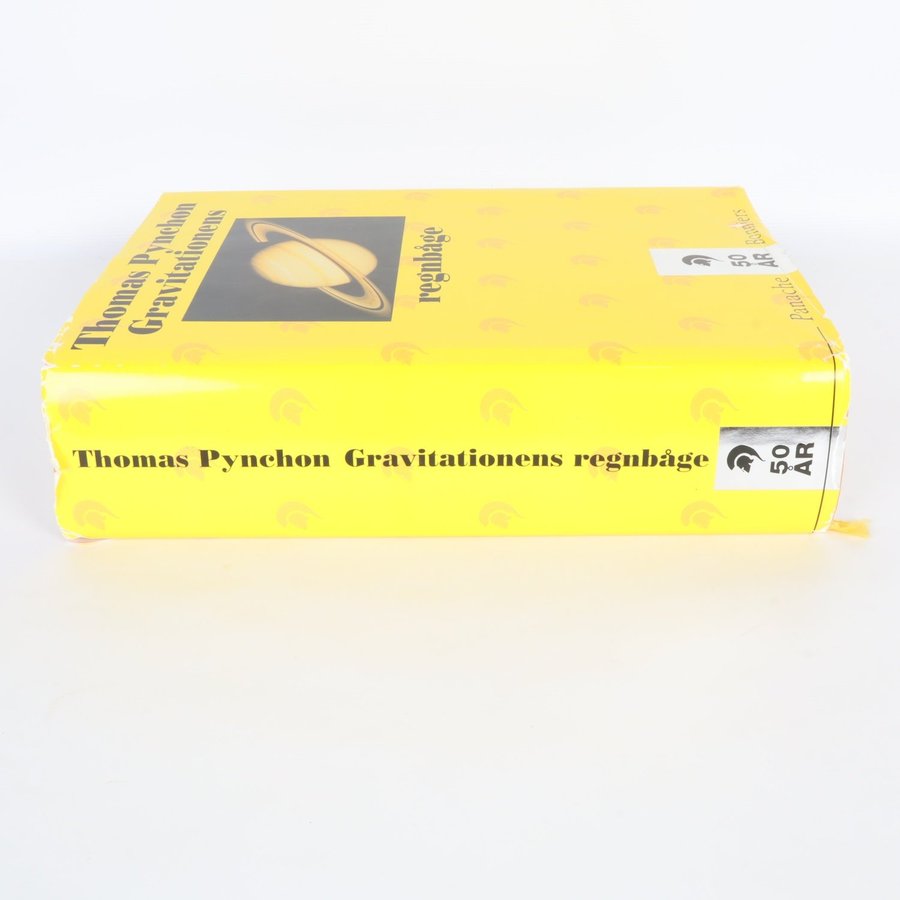 Thomas Pynchon
Gravitationens
regnbåge
Panache Bonniers
50
ÅR
Thomas Pynchon Gravitationens regnbåge
50
ÅR